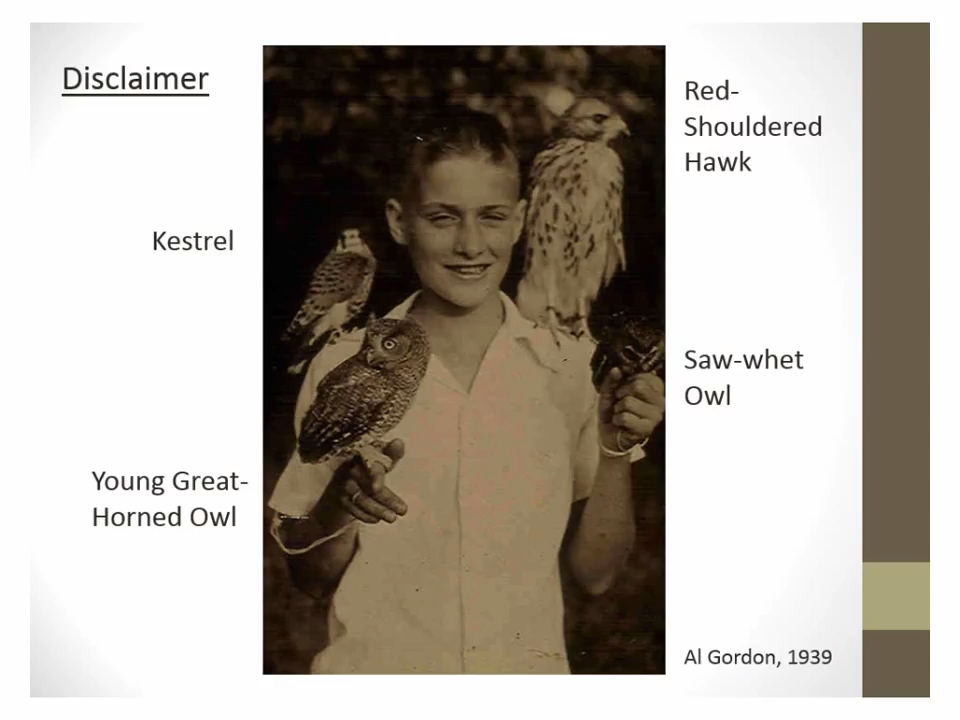 Disclaimer
Red-
Shouldered
Hawk
Kestrel
Saw-whet
Owl
Young Great-
Horned Owl
Al Gordon, 1939